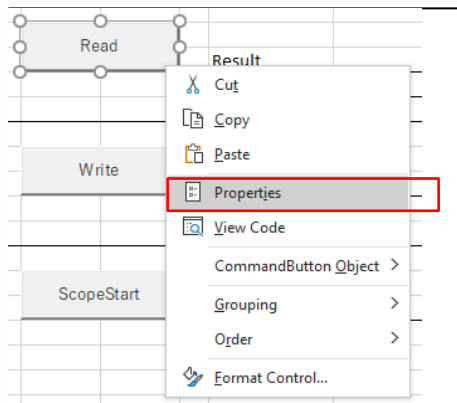 Read
Result
Cut
Copy
Paste
Write
Properties
View Code
CommandButton Object
ScopeStart
Grouping
Order
Format Control...